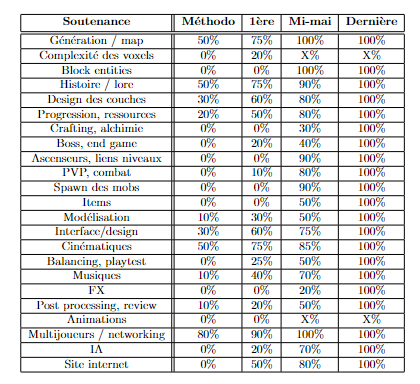 Soutenance Méthodo 1ère Mi-mai Dernière
Génération / map 50% 75% 100% 100%
Complexité des voxels 0% 20% X% X%
Block entities 0% 0% 100% 100%
Histoire / lore 50% 75% 90% 100%
Design des couches 30% 60% 80% 100%
Progression, ressources 20% 50% 80% 100%
Crafting, alchimie 0% 0% 30% 100%
Boss, end game 0% 20% 40% 100%
Ascenseurs, liens niveaux 0% 0% 90% 100%
PVP, combat 0% 10% 80% 100%
Spawn des mobs 0% 0% 90% 100%
Items 0% 0% 50% 100%
Modélisation 10% 30% 50% 100%
Interface/design 30% 60% 75% 100%
Cinématiques 50% 75% 85% 100%
Balancing, playtest 0% 25% 50% 100%
Musiques 10% 40% 70% 100%
FX 0% 0% 20% 100%
Post processing, review 10% 20% 50% 100%
Animations 0% 0% X% X%
Multijoueurs / networking 80% 90% 100% 100%
IA 0% 20% 70% 100%
Site internet 0% 50% 80% 100%